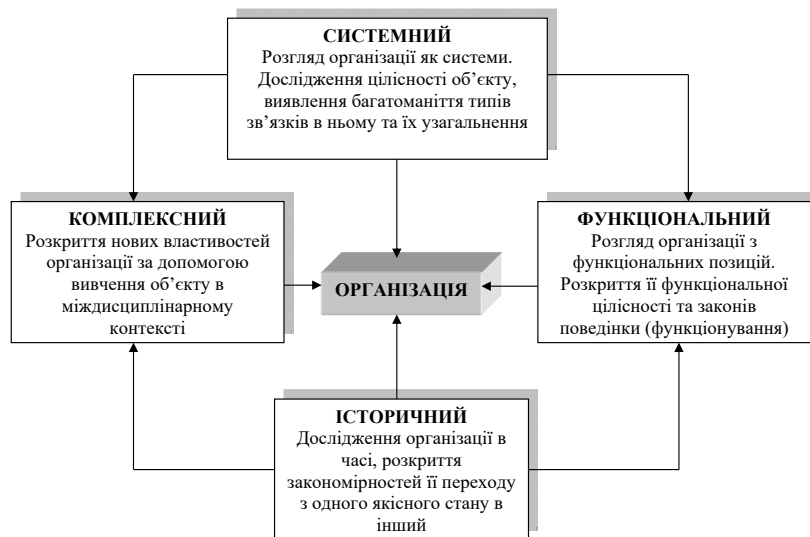 СИСТЕМНИЙ
Розгляд організації як системи.
Дослідження цілісності об’єкту,
виявлення багатоманіття типів
зв’язків в ньому та їх узагальнення
КОМПЛЕКСНИЙ
Розкриття нових властивостей
організації за допомогою
вивчення об’єкту в
міждисциплінарному
контексті
ОРГАНІЗАЦІЯ
ФУНКЦІОНАЛЬНИЙ
Розгляд організації з
функціональних позицій.
Розкриття її функціональної
цілісності та законів
поведінки (функціонування)
ІСТОРИЧНИЙ
Дослідження організації в
часі, розкриття
закономірностей її переходу
з одного якісного стану в
інший